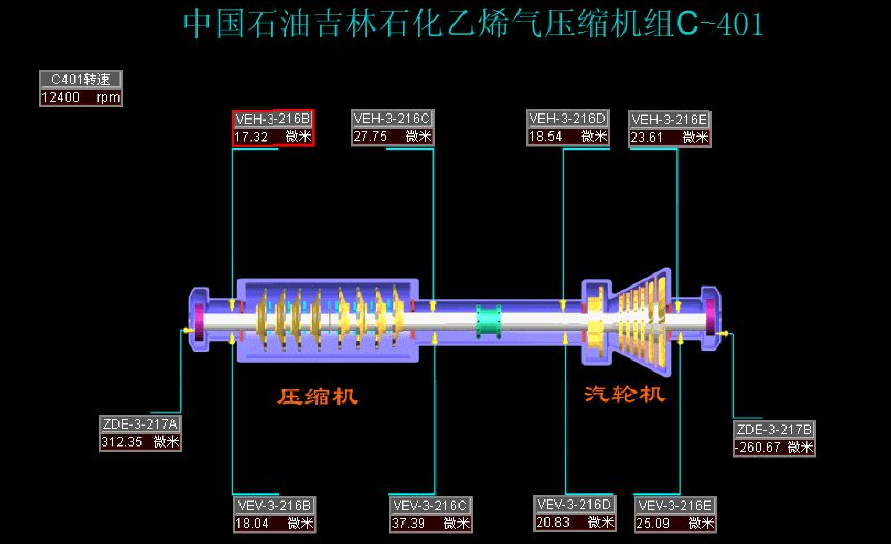 中国石油吉林石化乙烯气压缩机组C-401
C401转速
12400 rpm
VEH-3-216B
17.32 微米
VEH-3-216C
27.75 微米
VEH-3-216D
18.54 微米
VEH-3-216E
23.61 微米
压缩机
汽轮机
ZDE-3-217A
312.35 微米
ZDE-3-217B
-260.67 微米
VEV-3-216B
18.04 微米
VEV-3-216C
37.39 微米
VEV-3-216D
20.83 微米
VEV-3-216E
25.09 微米